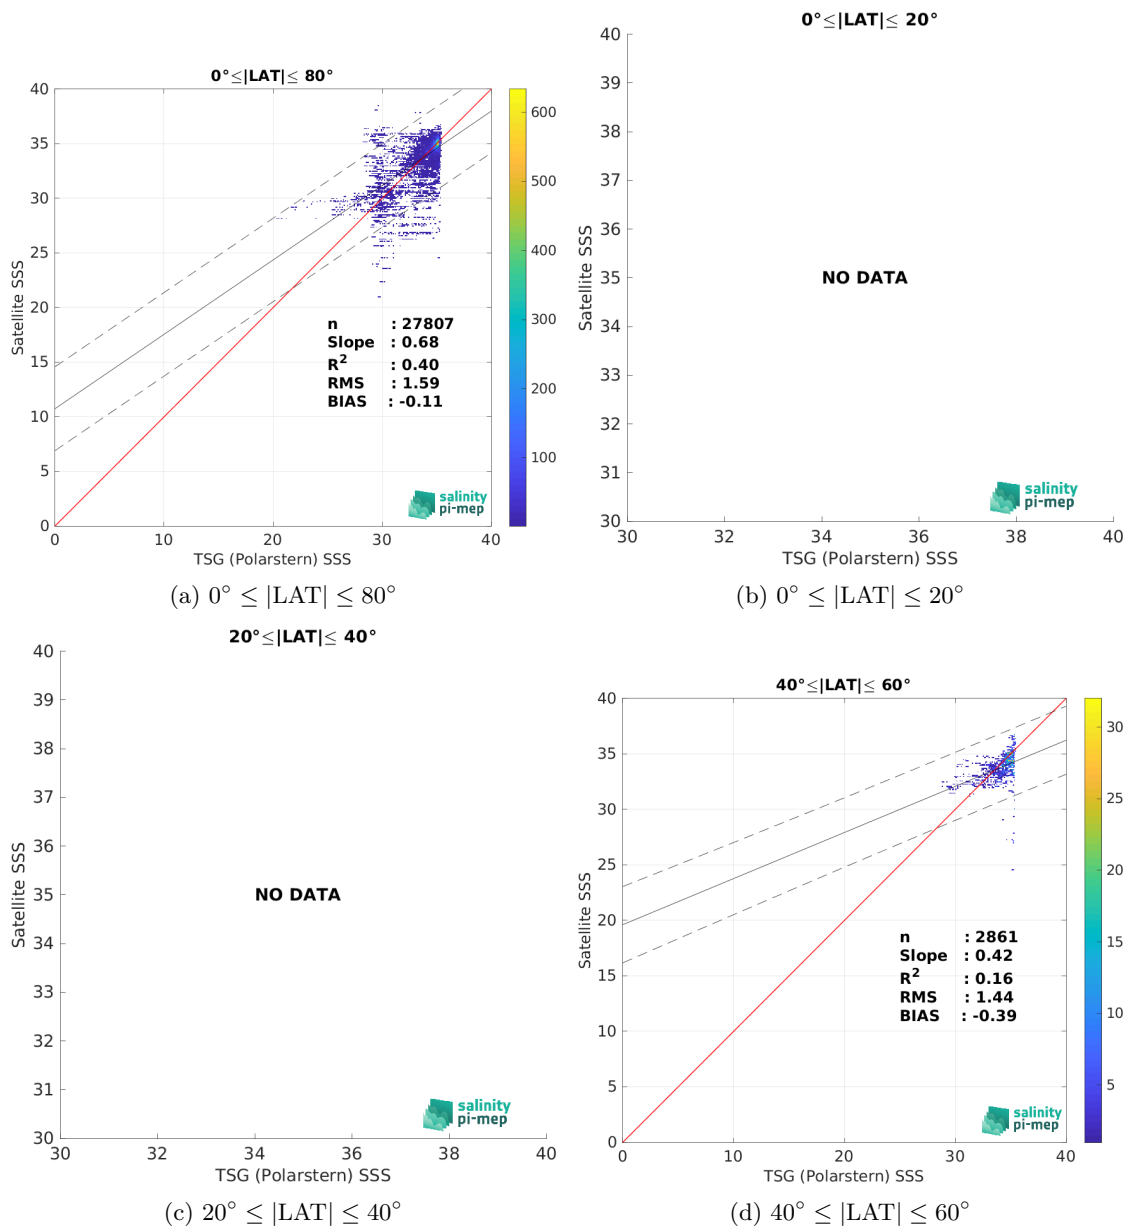 0°≤|LAT|≤ 80°
40
35
30
25
20
15
10
5
0
Satellite SSS
0
10
20
30
40
TSG (Polarstern) SSS
600
500
400
300
200
100
n : 27807
Slope : 0.68
R² : 0.40
RMS : 1.59
BIAS : -0.11
salinity
pi-mep
(a) 0° ≤ |LAT| ≤ 80°
0°≤|LAT|≤ 20°
40
39
38
37
36
35
34
33
32
31
30
Satellite SSS
NO DATA
salinity
pi-mep
30
32
34
36
38
40
TSG (Polarstern) SSS
(b) 0° ≤ |LAT| ≤ 20°
20°≤|LAT|≤ 40°
40
39
38
37
36
35
34
33
32
31
30
Satellite SSS
NO DATA
salinity
pi-mep
30
32
34
36
38
40
TSG (Polarstern) SSS
(c) 20° ≤ |LAT| ≤ 40°
40°≤|LAT|≤ 60°
40
35
30
25
20
15
10
5
0
Satellite SSS
0
10
20
30
40
TSG (Polarstern) SSS
30
25
20
15
10
5
n : 2861
Slope : 0.42
R² : 0.16
RMS : 1.44
BIAS : -0.39
salinity
pi-mep
(d) 40° ≤ |LAT| ≤ 60°